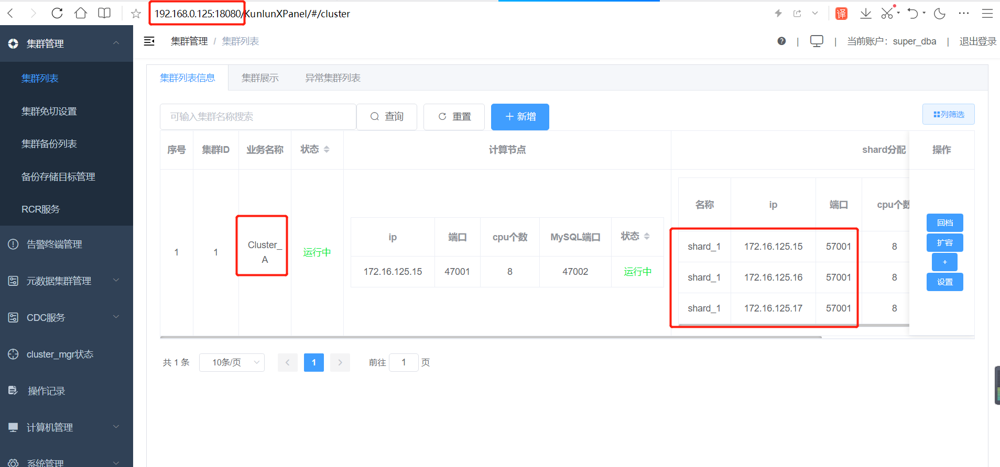 192.168.0.125:18080/KunlunXPanel/#/cluster
译
集群管理
集群列表
集群免切设置
集群备份列表
备份存储目标管理
RCR服务
告警终端管理
元数据集群管理
CDC服务
cluster_mgr状态
操作记录
计算机管理
系统管理
集群管理 / 集群列表
? | | 当前账户：super_dba | 退出登录
集群列表信息 集群展示 异常集群列表
可输入集群名称搜索 查询 重置 + 新增 列筛选
序号 集群ID 业务名称 状态 计算节点 shard分配 操作
1 1 Cluster_
A
运行中
ip 端口 cpu个数 MySQL端口 状态
172.16.125.15 47001 8 47002 运行中
名称 ip 端口 cpu个数
shard_1 172.16.125.15 57001 8
shard_1 172.16.125.16 57001 8
shard_1 172.16.125.17 57001 8
回档
扩容
+
设置
共 1 条 10条/页 < 1 > 前往 1 页